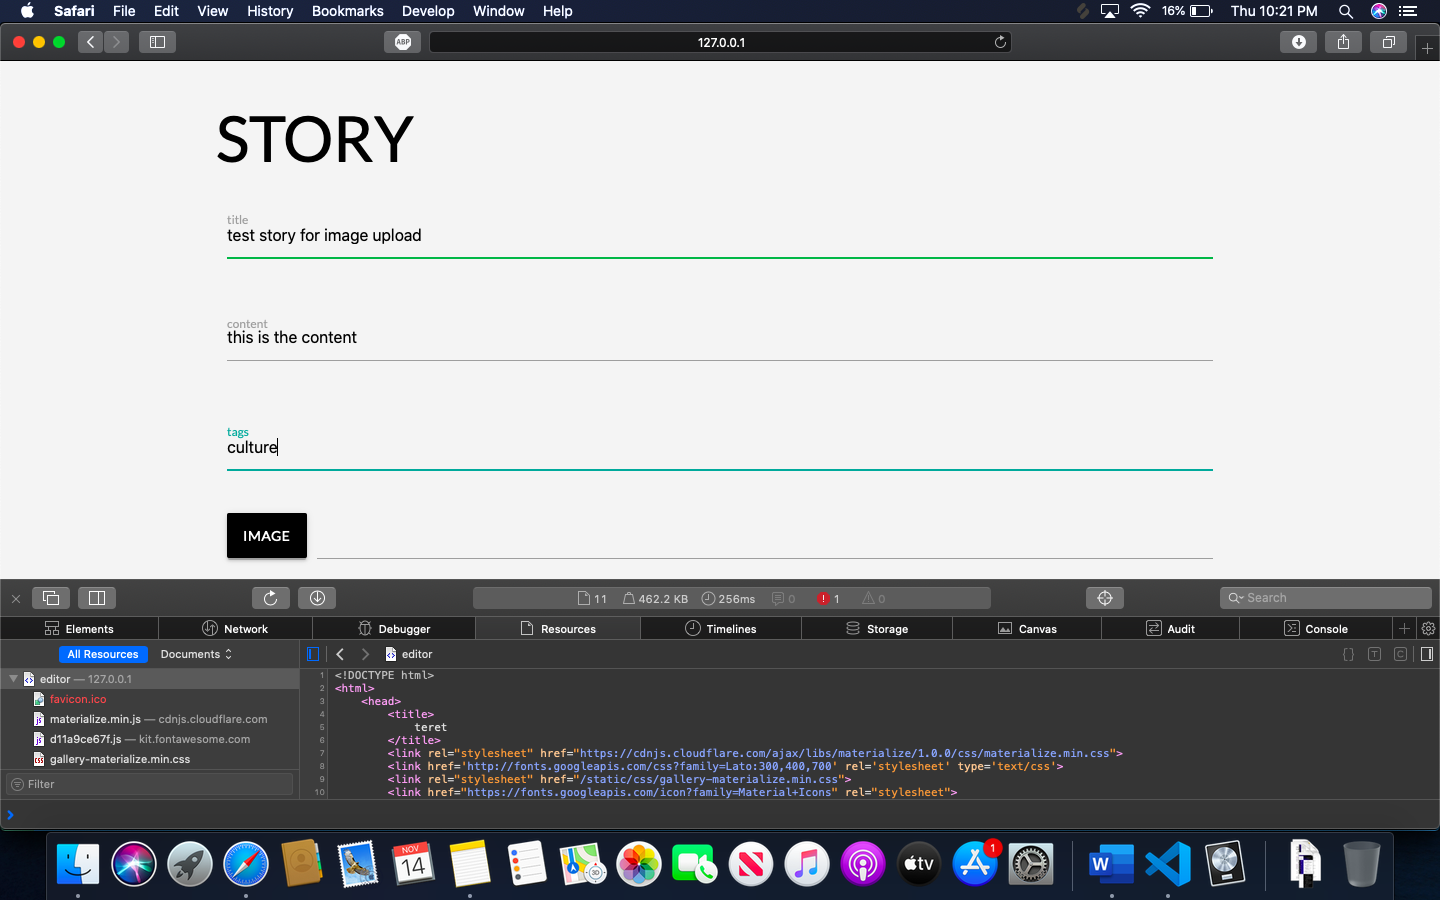 Safari File Edit View History Bookmarks Develop Window Help 16% Thu 10:21 PM
ABP 127.0.0.1
STORY
title
test story for image upload
content
this is the content
tags
culture
IMAGE
11 462.2 KB 256ms 0 1 0 Search
Elements Network Debugger Resources Timelines Storage Canvas Audit Console
All Resources Documents editor
editor — 127.0.0.1
favicon.ico
materialize.min.js — cdnjs.cloudflare.com
d11a9ce67f.js — kit.fontawesome.com
gallery-materialize.min.css
Filter
1 <!DOCTYPE html>
2 <html>
3 <head>
4 <title>
5 teret
6 </title>
7 <link rel="stylesheet" href="https://cdnjs.cloudflare.com/ajax/libs/materialize/1.0.0/css/materialize.min.css">
8 <link href='http://fonts.googleapis.com/css?family=Lato:300,400,700' rel='stylesheet' type='text/css'>
9 <link rel="stylesheet" href="/static/css/gallery-materialize.min.css">
10 <link href="https://fonts.googleapis.com/icon?family=Material+Icons" rel="stylesheet">
NOV
14
3D
tv
1
W